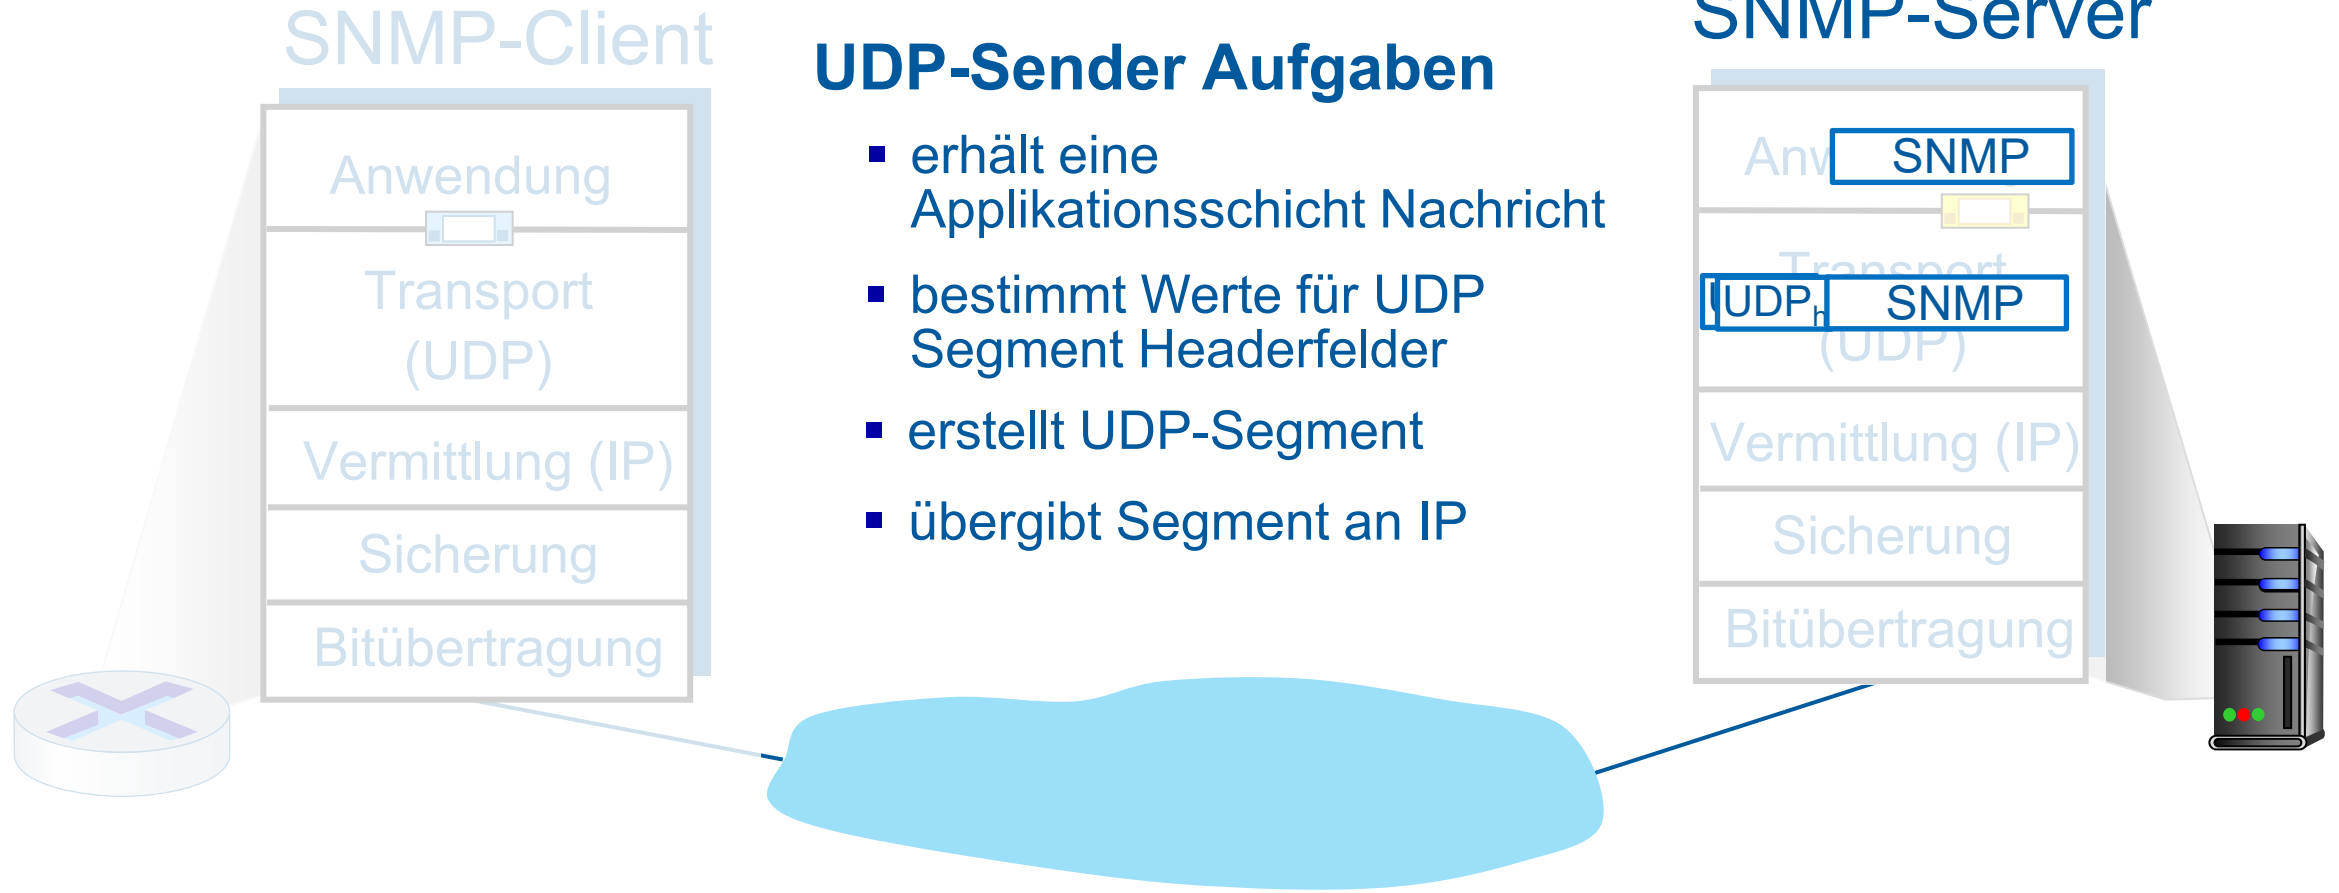 SNMP-Client
Anwendung
Transport
(UDP)
Vermittlung (IP)
Sicherung
Bitübertragung
UDP-Sender Aufgaben
erhält eine
Applikationsschicht Nachricht
bestimmt Werte für UDP
Segment Headerfelder
erstellt UDP-Segment
übergibt Segment an IP
SNMP-Server
SNMP
Transport
UDPh SNMP
(UDP)
Vermittlung (IP)
Sicherung
Bitübertragung